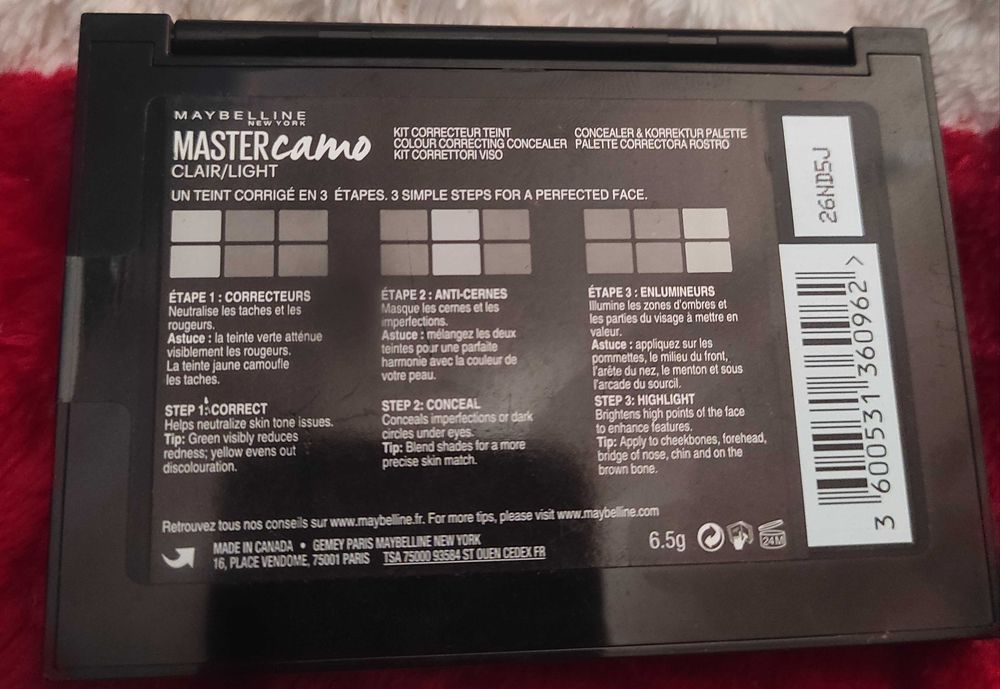 MAYBELLINE
NEW YORK
MASTER camo
CLAIR/LIGHT
KIT CORRECTEUR TEINT
COLOUR CORRECTING CONCEALER
KIT CORRETTORI VISO
CONCEALER & KORREKTUR PALETTE
PALETTE CORRECTORA ROSTRO
UN TEINT CORRIGÉ EN 3 ÉTAPES. 3 SIMPLE STEPS FOR A PERFECTED FACE.
ÉTAPE 1 : CORRECTEURS
Neutralise les taches et les
rougeurs.
Astuce : la teinte verte atténue
visiblement les rougeurs.
La teinte jaune camoufle
les taches.
STEP 1: CORRECT
Helps neutralize skin tone issues.
Tip: Green visibly reduces
redness; yellow evens out
discolouration.
ÉTAPE 2 : ANTI-CERNES
Masque les cernes et les
imperfections.
Astuce : mélangez les deux
teintes pour une parfaite
harmonie avec la couleur de
votre peau.
STEP 2: CONCEAL
Conceals imperfections or dark
circles under eyes.
Tip: Blend shades for a more
precise skin match.
ÉTAPE 3 : ENLUMINEURS
Illumine les zones d'ombres et
les parties du visage à mettre en
valeur.
Astuce : appliquez sur les
pommettes, le milieu du front,
l'arête du nez, le menton et sous
l'arcade du sourcil.
STEP 3: HIGHLIGHT
Brightens high points of the face
to enhance features.
Tip: Apply to cheekbones, forehead,
bridge of nose, chin and on the
brown bone.
Retrouvez tous nos conseils sur www.maybelline.fr. For more tips, please visit www.maybelline.com
MADE IN CANADA • GEMEY PARIS MAYBELLINE NEW YORK
16, PLACE VENDOME, 75001 PARIS TSA 75000 93584 ST OUEN CEDEX FR
6.5g
24M
26ND5J
3 600531 360962 >